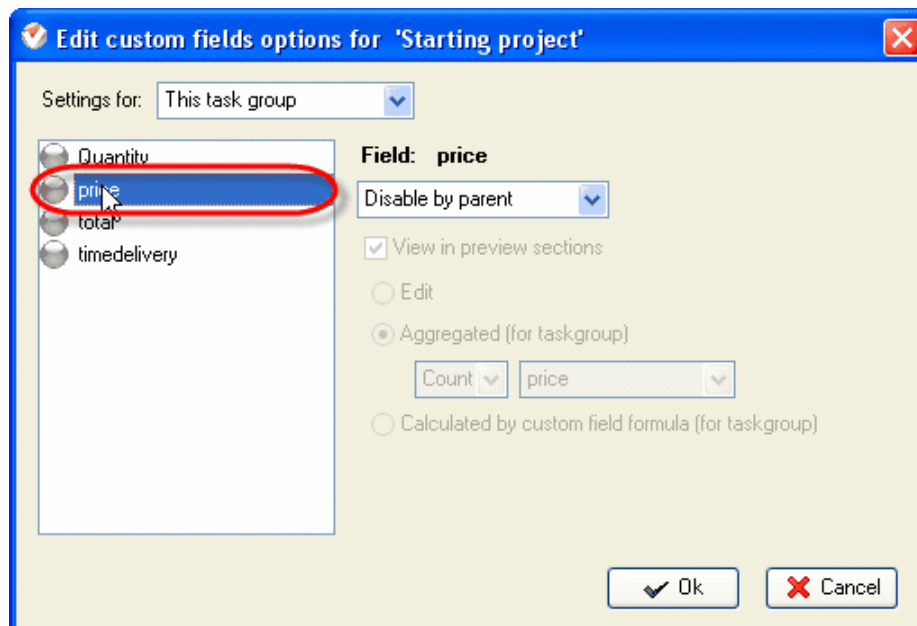 Edit custom fields options for 'Starting project'
Settings for: This task group
Quantity
price
total
timedelivery
Field: price
Disable by parent
View in preview sections
Edit
Aggregated (for taskgroup)
Count price
Calculated by custom field formula (for taskgroup)
Ok Cancel